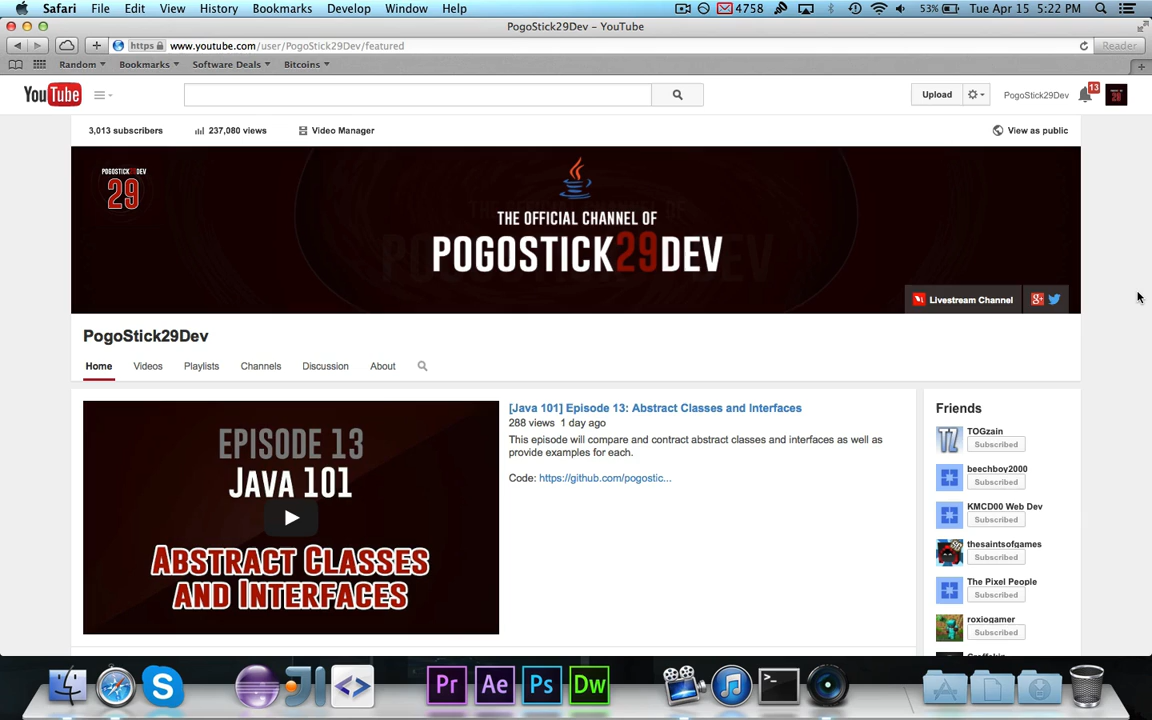 Safari File Edit View History Bookmarks Develop Window Help 4758 53% Tue Apr 15 5:22 PM
PogoStick29Dev – YouTube
https www.youtube.com/user/PogoStick29Dev/featured Reader
Random Bookmarks Software Deals Bitcoins
YouTube Upload PogoStick29Dev 13
3,013 subscribers 237,080 views Video Manager View as public
POGOSTICK29DEV
29
THE OFFICIAL CHANNEL OF
POGOSTICK29DEV
Livestream Channel
PogoStick29Dev
Home Videos Playlists Channels Discussion About
EPISODE 13
JAVA 101
ABSTRACT CLASSES
AND INTERFACES
[Java 101] Episode 13: Abstract Classes and Interfaces
288 views 1 day ago
This episode will compare and contract abstract classes and interfaces as well as
provide examples for each.
Code: https://github.com/pogostic...
Friends
TOGzain
Subscribed
beechboy2000
Subscribed
KMCD00 Web Dev
Subscribed
thesaintsofgames
Subscribed
The Pixel People
Subscribed
roxiogamer
Subscribed
Pr Ae Ps Dw